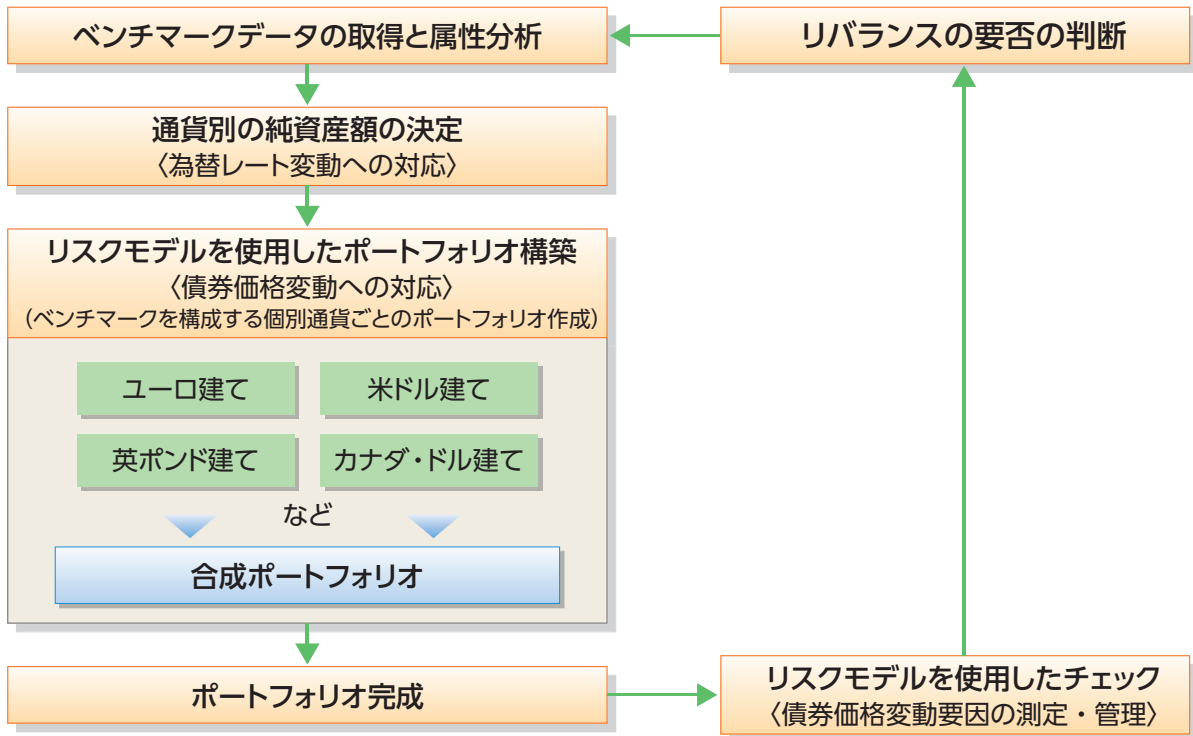 ベンチマークデータの取得と属性分析
リバランスの要否の判断
通貨別の純資産額の決定
〈為替レート変動への対応〉
リスクモデルを使用したポートフォリオ構築
〈債券価格変動への対応〉
(ベンチマークを構成する個別通貨ごとのポートフォリオ作成)
ユーロ建て
米ドル建て
英ポンド建て
カナダ・ドル建て
など
合成ポートフォリオ
ポートフォリオ完成
リスクモデルを使用したチェック
〈債券価格変動要因の測定・管理〉